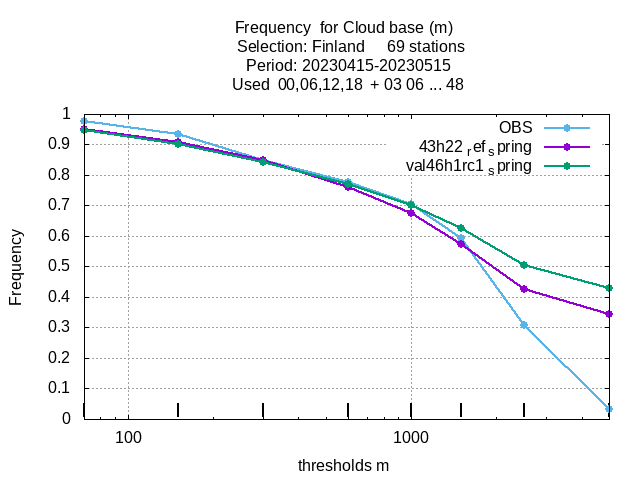 Frequency  for Cloud base (m)
Selection: Finland     69 stations
Period: 20230415-20230515
Used  00,06,12,18  + 03 06 ... 48
1
0.9
0.8
0.7
0.6
0.5
0.4
0.3
0.2
0.1
0
Frequency
OBS
43h22 ref spring
val46h1rc1 spring
100
1000
thresholds m